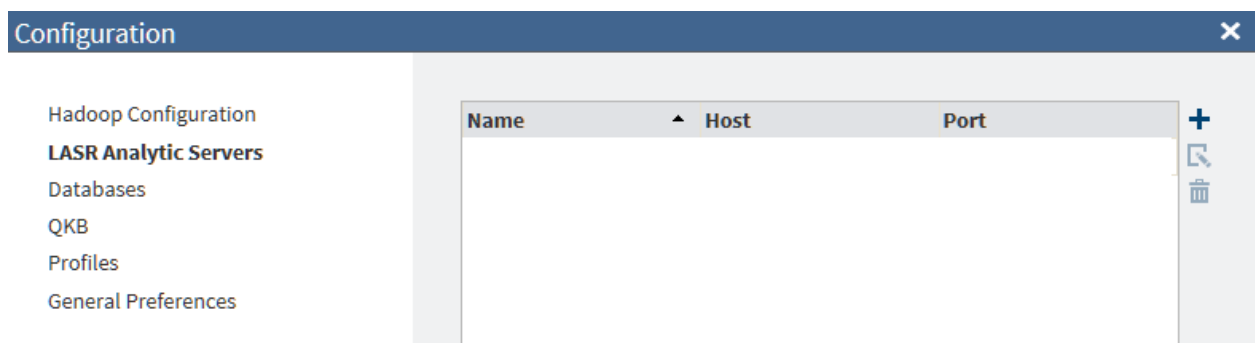 Configuration
Hadoop Configuration
LASR Analytic Servers
Databases
QKB
Profiles
General Preferences
Name Host Port